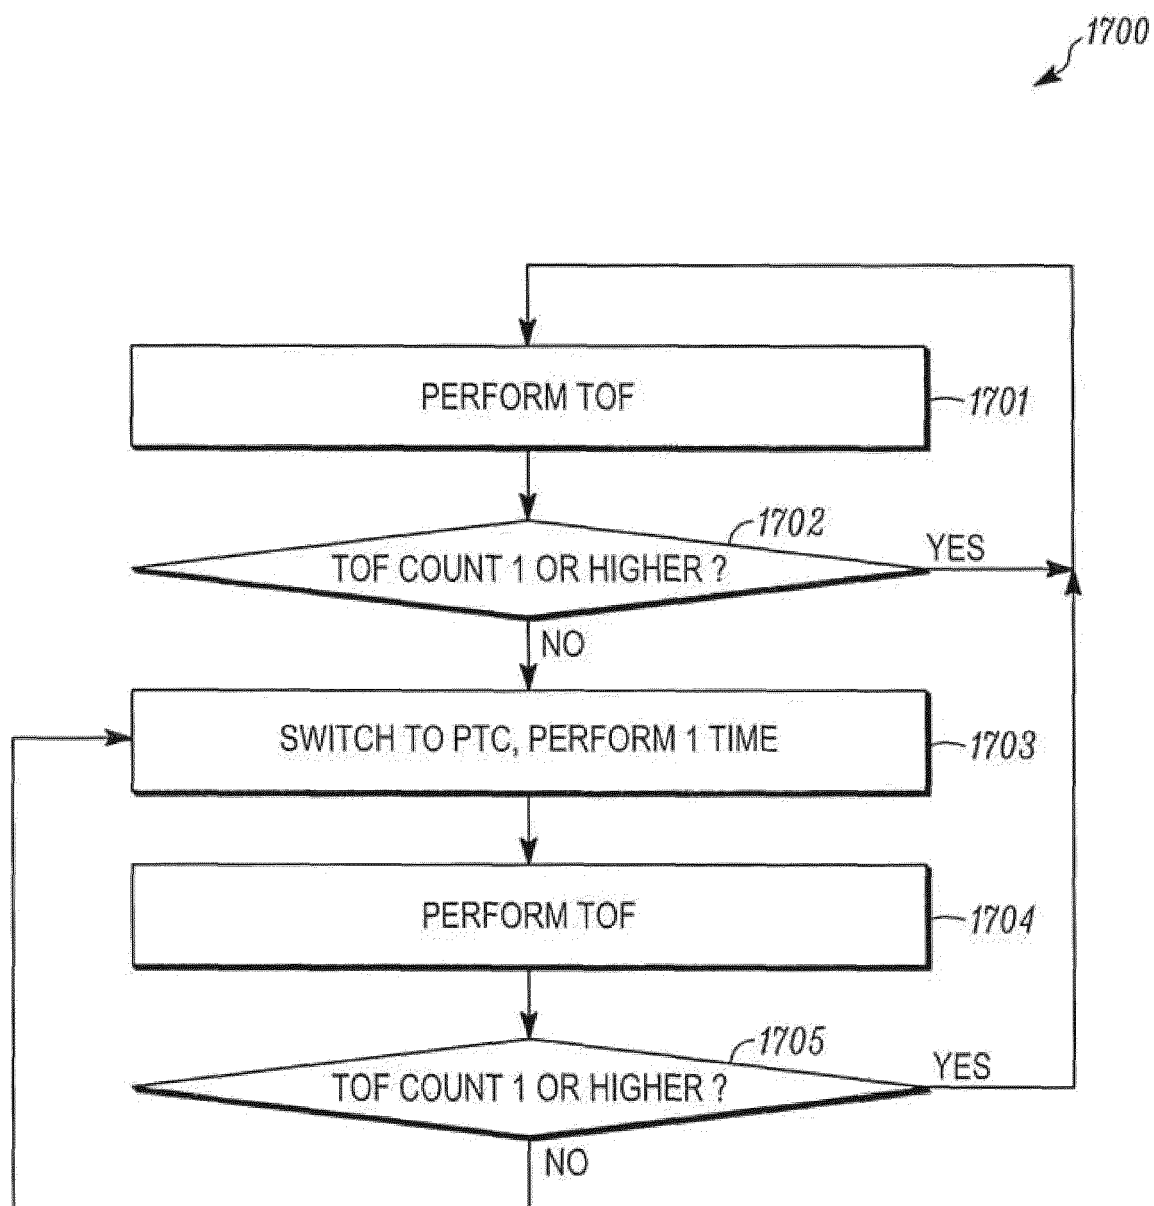 1700
PERFORM TOF
1701
1702
TOF COUNT 1 OR HIGHER ?
YES
NO
SWITCH TO PTC, PERFORM 1 TIME
1703
PERFORM TOF
1704
1705
TOF COUNT 1 OR HIGHER ?
YES
NO